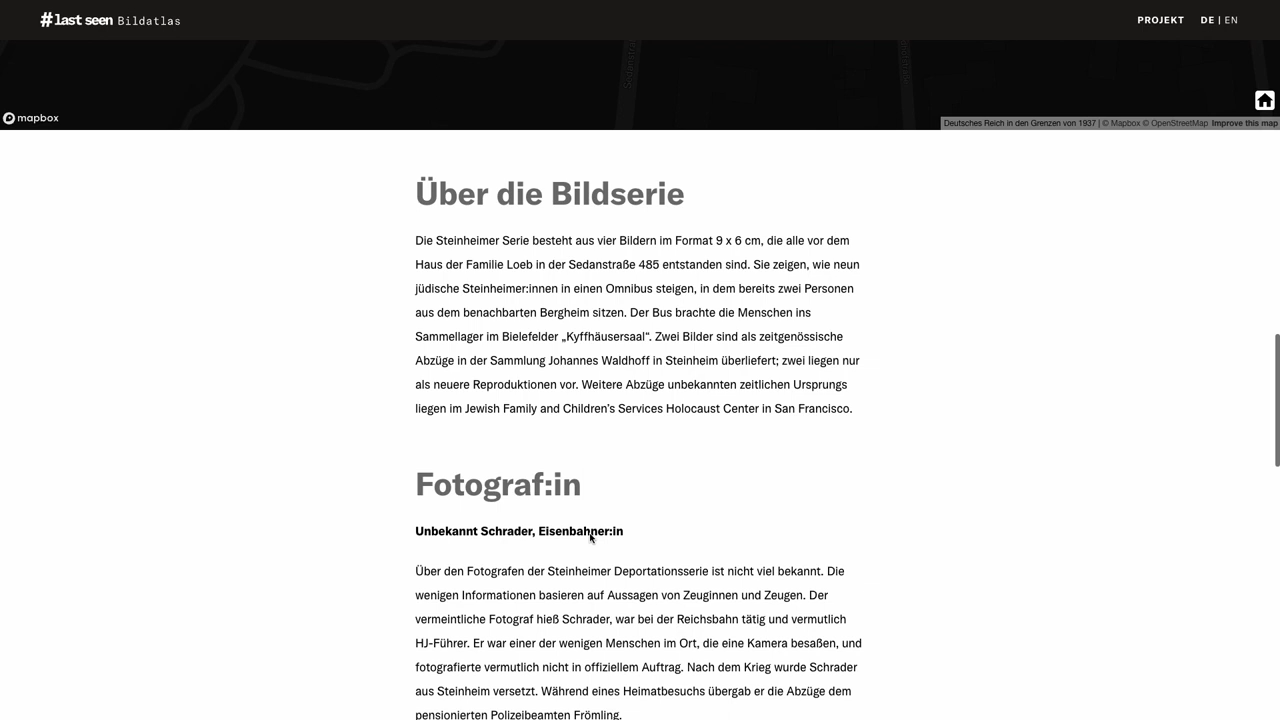 #last seen Bildatlas
PROJEKT DE | EN
mapbox
Deutsches Reich in den Grenzen von 1937 | © Mapbox © OpenStreetMap Improve this map
Über die Bildserie
Die Steinheimer Serie besteht aus vier Bildern im Format 9 x 6 cm, die alle vor dem
Haus der Familie Loeb in der Sedanstraße 485 entstanden sind. Sie zeigen, wie neun
jüdische Steinheimer:innen in einen Omnibus steigen, in dem bereits zwei Personen
aus dem benachbarten Bergheim sitzen. Der Bus brachte die Menschen ins
Sammellager im Bielefelder „Kyffhäusersaal“. Zwei Bilder sind als zeitgenössische
Abzüge in der Sammlung Johannes Waldhoff in Steinheim überliefert; zwei liegen nur
als neuere Reproduktionen vor. Weitere Abzüge unbekannten zeitlichen Ursprungs
liegen im Jewish Family and Children’s Services Holocaust Center in San Francisco.
Fotograf:in
Unbekannt Schrader, Eisenbahner:in
Über den Fotografen der Steinheimer Deportationsserie ist nicht viel bekannt. Die
wenigen Informationen basieren auf Aussagen von Zeuginnen und Zeugen. Der
vermeintliche Fotograf hieß Schrader, war bei der Reichsbahn tätig und vermutlich
HJ-Führer. Er war einer der wenigen Menschen im Ort, die eine Kamera besaßen, und
fotografierte vermutlich nicht in offiziellem Auftrag. Nach dem Krieg wurde Schrader
aus Steinheim versetzt. Während eines Heimatbesuchs übergab er die Abzüge dem
pensionierten Polizeibeamten Frömling.